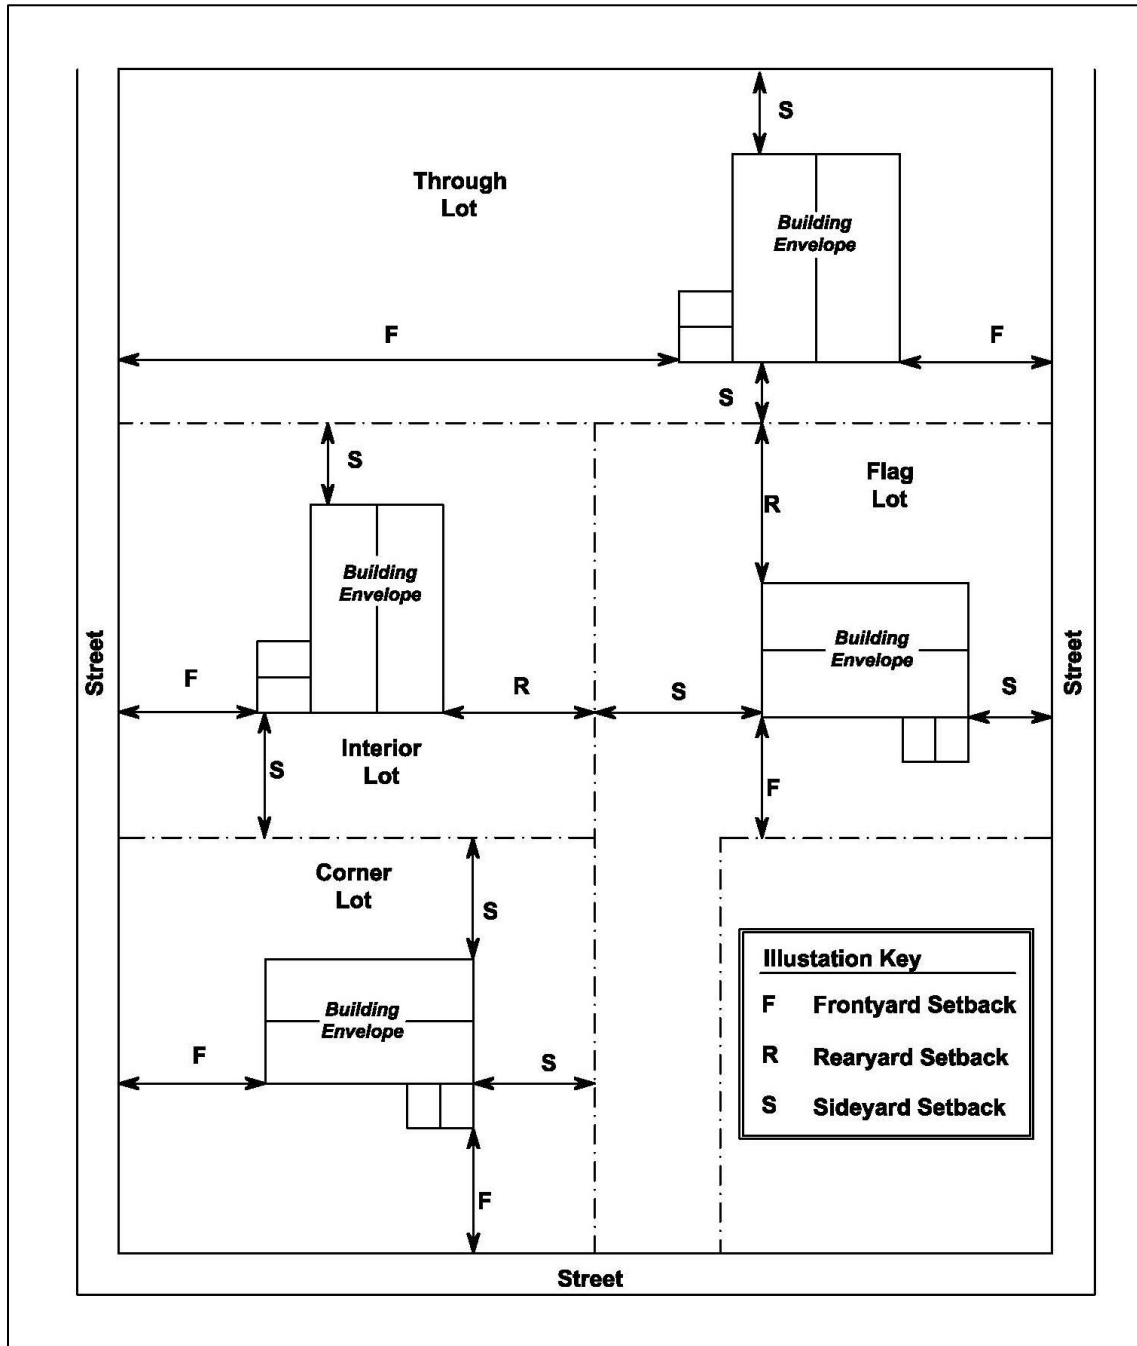 S
Through
Lot
Building
Envelope
F
F
S
S
Flag
Lot
R
Building
Envelope
Building
Envelope
Street
Street
F
R
S
S
Interior
Lot
S
F
Corner
Lot
S
Illustation Key
F Frontyard Setback
R Rearyard Setback
S Sideyard Setback
Building
Envelope
F
S
F
Street